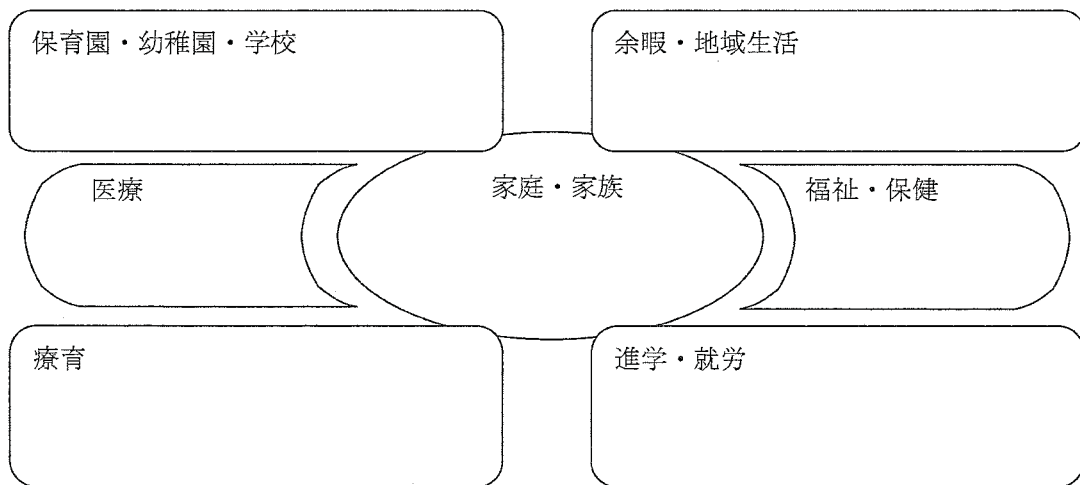 保育園・幼稚園・学校
余暇・地域生活
医療
家庭・家族
福祉・保健
療育
進学・就労